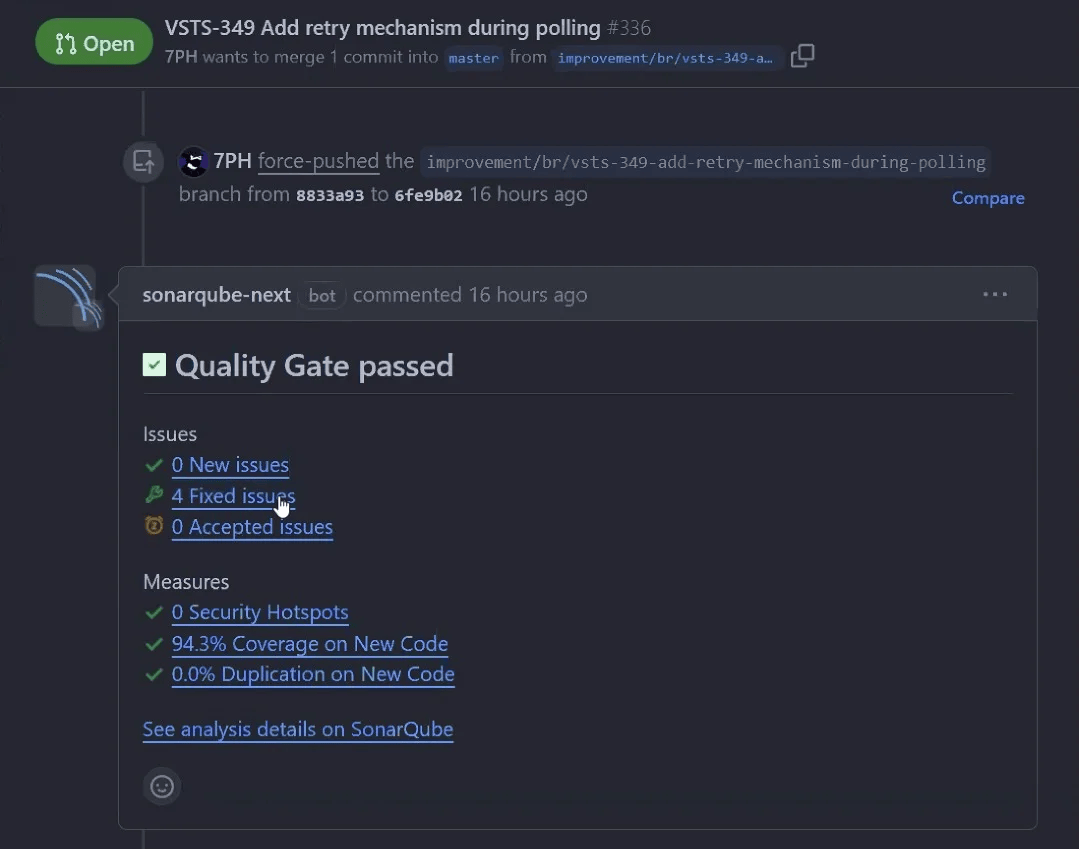 Open
VSTS-349 Add retry mechanism during polling #336
7PH wants to merge 1 commit into master from improvement/br/vsts-349-a…
7PH force-pushed the improvement/br/vsts-349-add-retry-mechanism-during-polling
branch from 8833a93 to 6fe9b02 16 hours ago
Compare
sonarqube-next bot commented 16 hours ago
Quality Gate passed
Issues
0 New issues
4 Fixed issues
0 Accepted issues
Measures
0 Security Hotspots
94.3% Coverage on New Code
0.0% Duplication on New Code
See analysis details on SonarQube